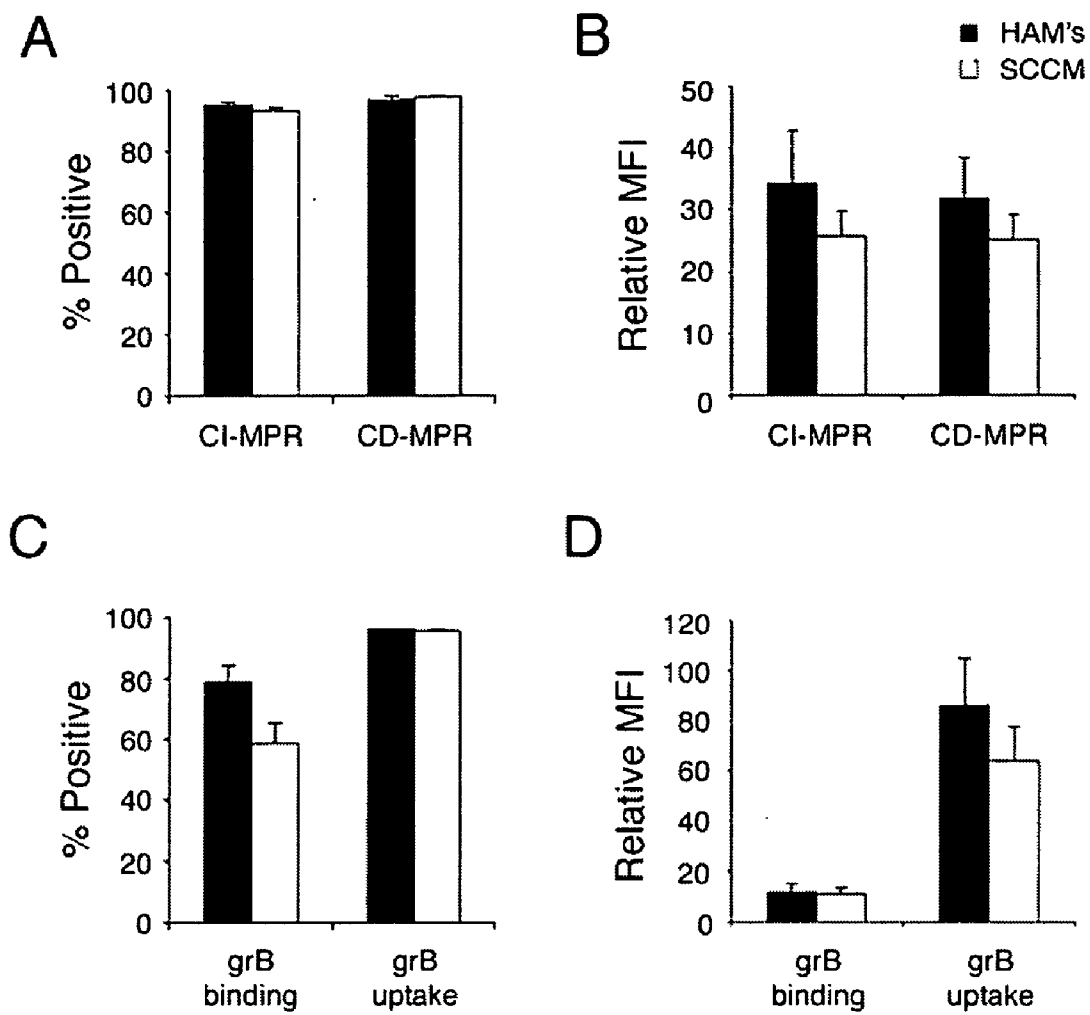 A
B
HAM's
SCCM
% Positive
100
80
60
40
20
0
CI-MPR
CD-MPR
Relative MFI
50
40
30
20
10
0
CI-MPR
CD-MPR
C
D
% Positive
100
80
60
40
20
0
grB
binding
grB
uptake
Relative MFI
120
100
80
60
40
20
0
grB
binding
grB
uptake